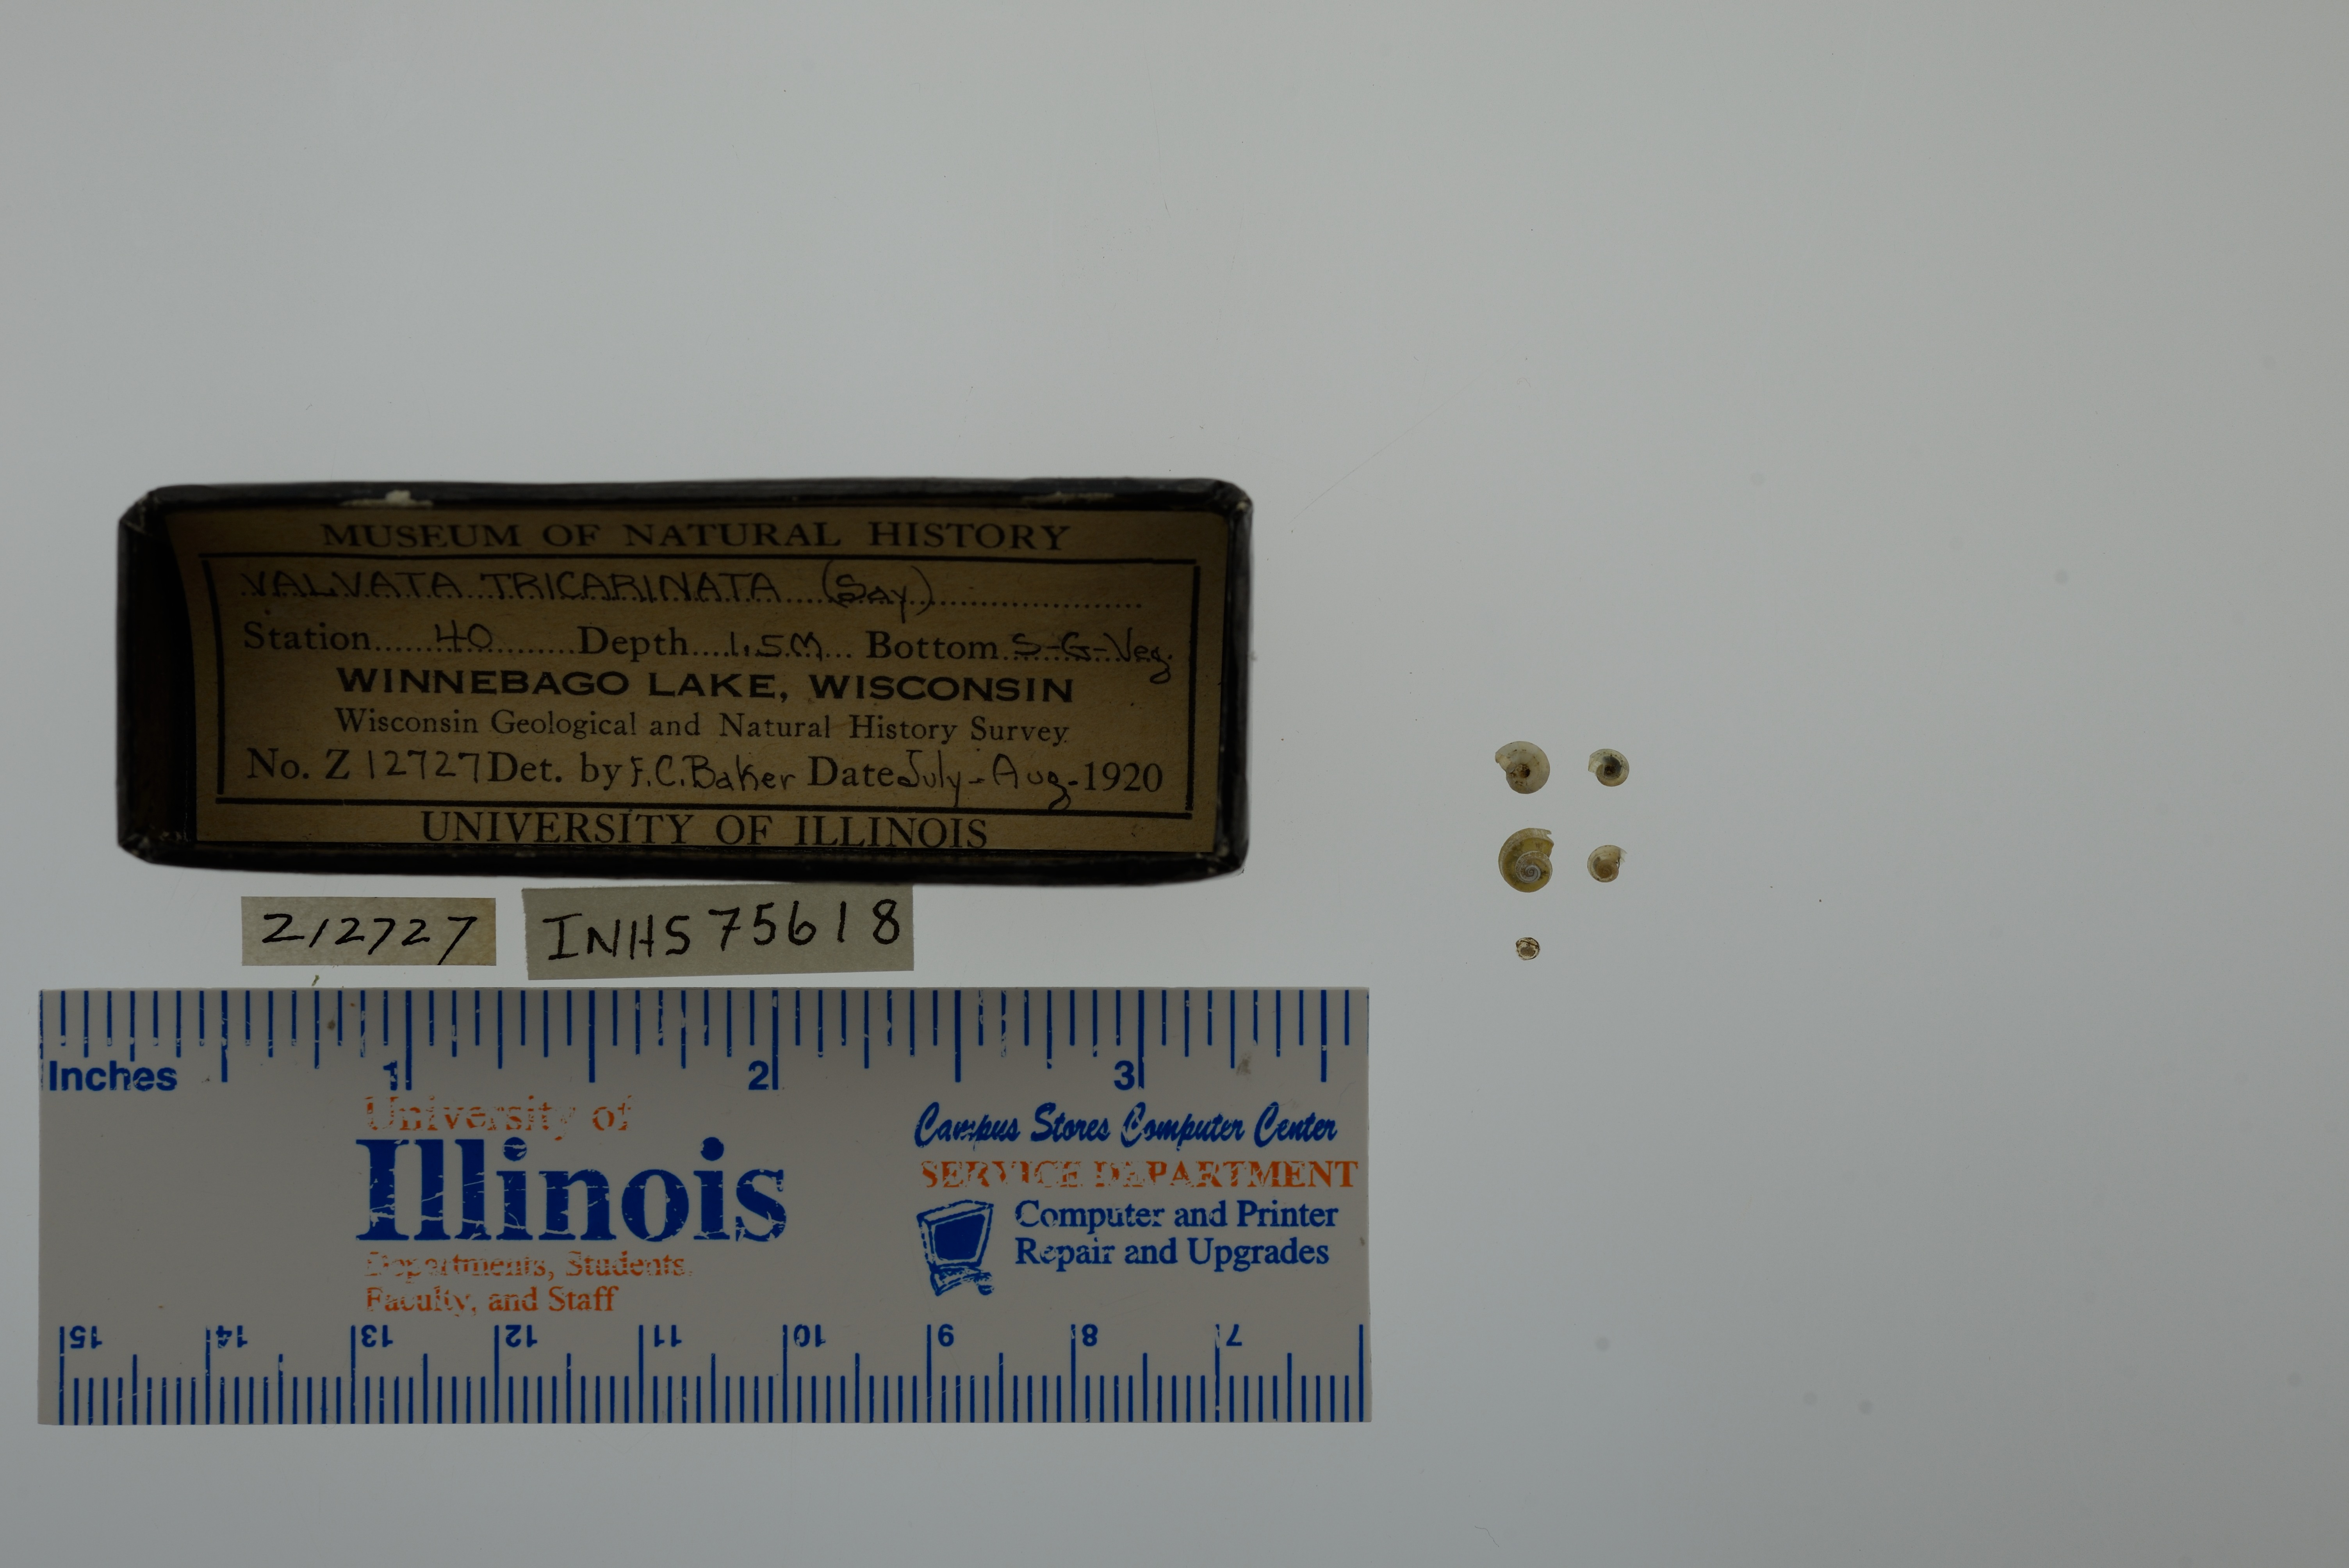 MUSEUM OF NATURAL HISTORY
VALVATA TRICARINATA (Say)
Station 40 Depth 1.5M Bottom S-G-Veg.
WINNEBAGO LAKE, WISCONSIN
Wisconsin Geological and Natural History Survey
No. Z 12727 Det. by F.C. Baker Date July-Aug-1920
UNIVERSITY OF ILLINOIS
Z12727
INHS 75618
Inches 1 2 3
University of
Illinois
Departments, Students,
Faculty, and Staff
Campus Stores Computer Center
SERVICE DEPARTMENT
Computer and Printer
Repair and Upgrades
15 14 13 12 11 10 9 8 7